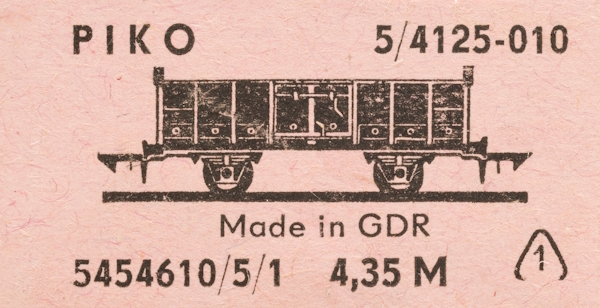 PIKO 5/4125-010
Made in GDR
5454610/5/1 4,35 M 1